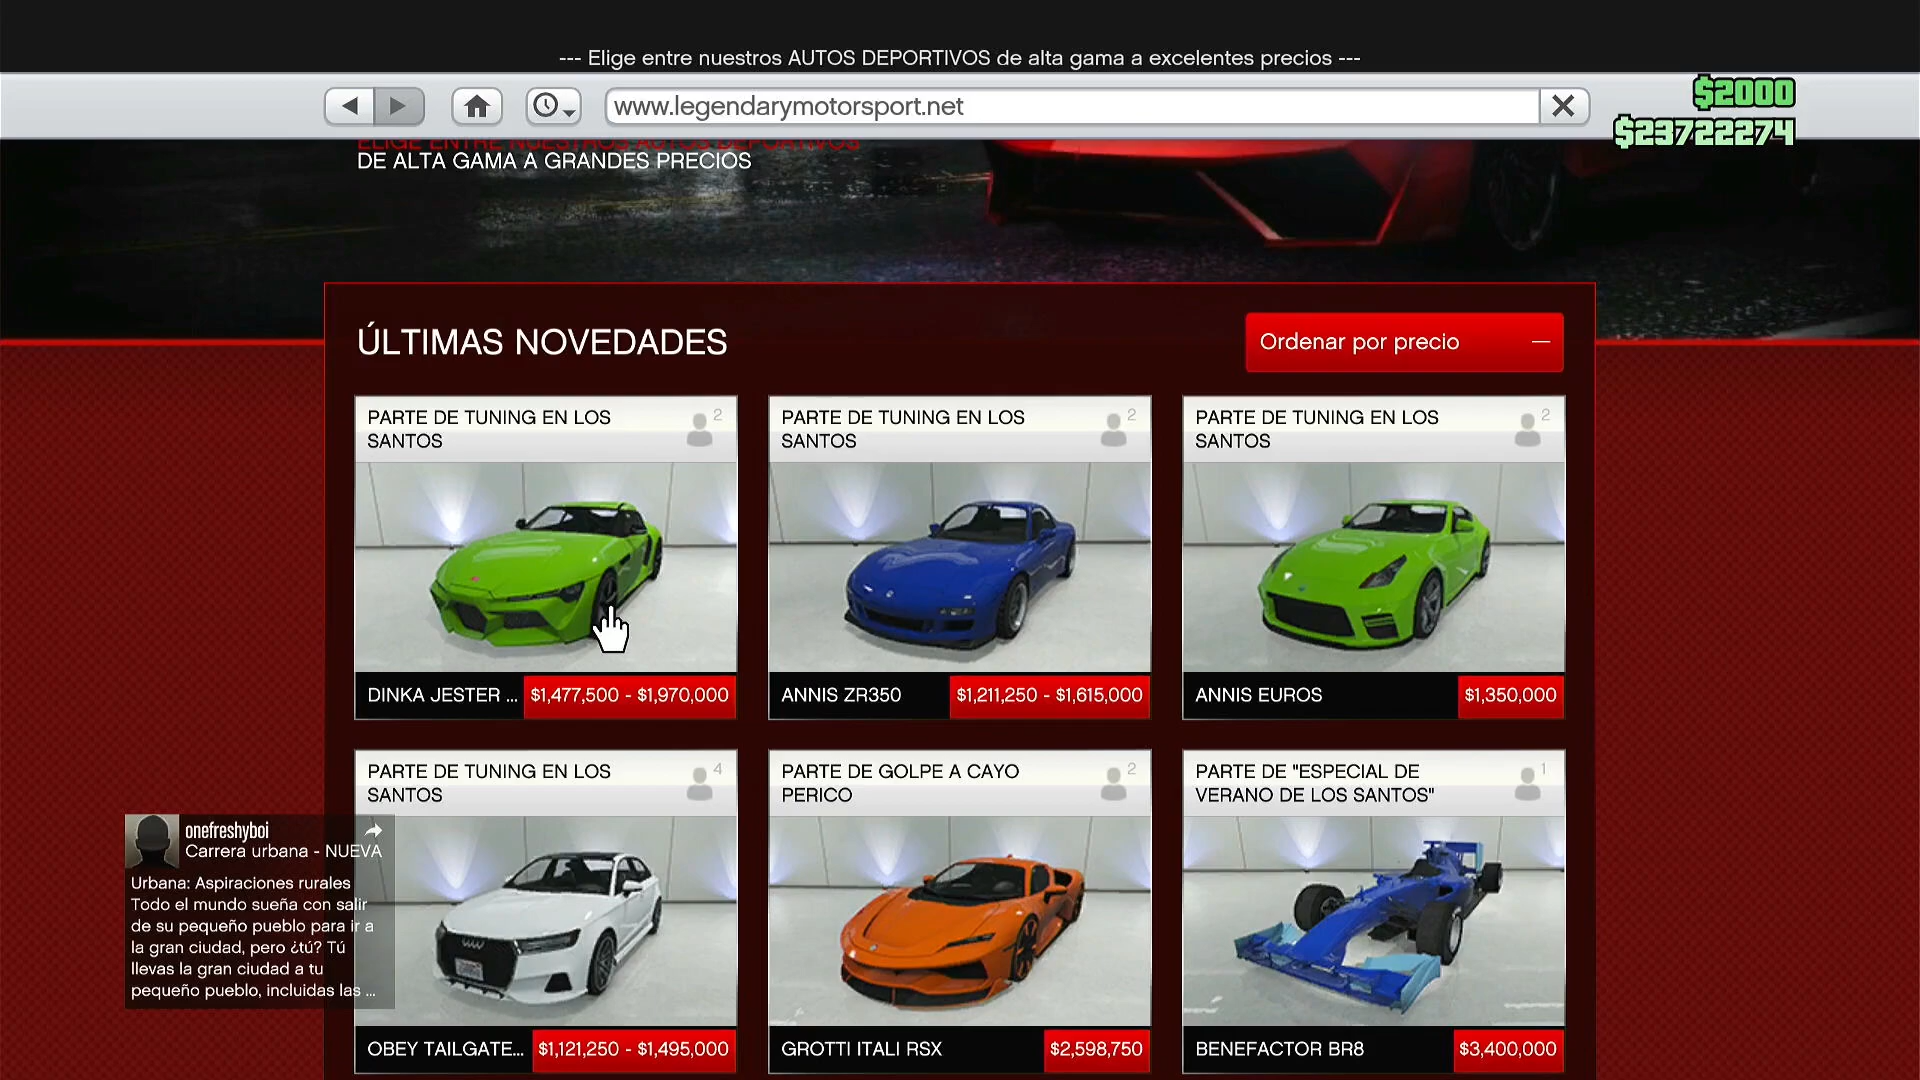 --- Elige entre nuestros AUTOS DEPORTIVOS de alta gama a excelentes precios ---
www.legendarymotorsport.net
$2000
$23722274
ELIGE ENTRE NUESTROS AUTOS DEPORTIVOS
DE ALTA GAMA A GRANDES PRECIOS
ÚLTIMAS NOVEDADES
Ordenar por precio
PARTE DE TUNING EN LOS
SANTOS
2
DINKA JESTER ...
$1,477,500 - $1,970,000
PARTE DE TUNING EN LOS
SANTOS
2
ANNIS ZR350
$1,211,250 - $1,615,000
PARTE DE TUNING EN LOS
SANTOS
2
ANNIS EUROS
$1,350,000
PARTE DE TUNING EN LOS
SANTOS
4
OBEY TAILGATE...
$1,121,250 - $1,495,000
PARTE DE GOLPE A CAYO
PERICO
2
GROTTI ITALI RSX
$2,598,750
PARTE DE "ESPECIAL DE
VERANO DE LOS SANTOS"
1
BENEFACTOR BR8
$3,400,000
onefreshyboi
Carrera urbana - NUEVA
Urbana: Aspiraciones rurales
Todo el mundo sueña con salir
de su pequeño pueblo para ir a
la gran ciudad, pero ¿tú? Tú
llevas la gran ciudad a tu
pequeño pueblo, incluidas las ...